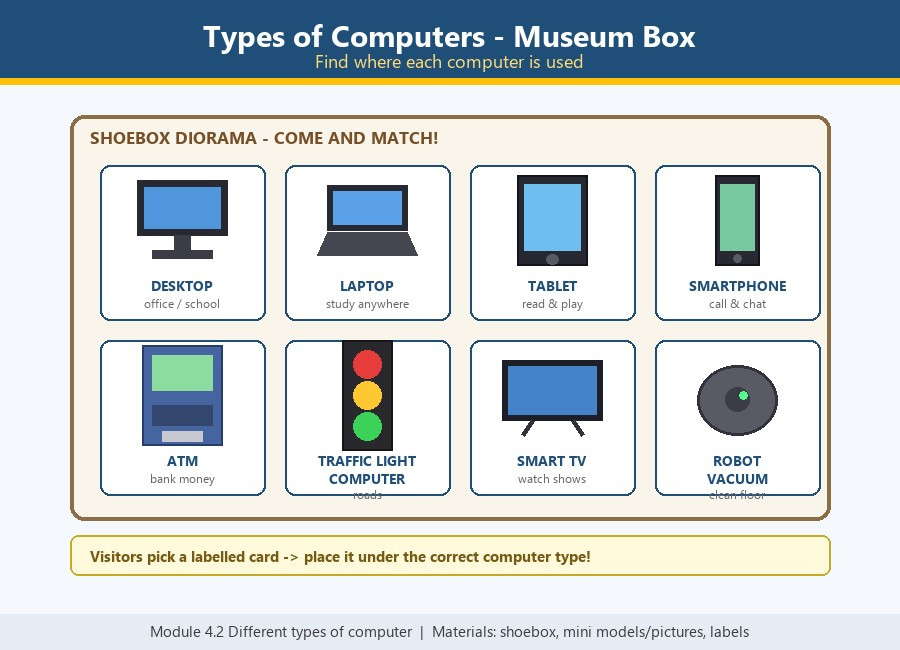 Types of Computers - Museum Box
Find where each computer is used
SHOEBOX DIORAMA - COME AND MATCH!
DESKTOP
office / school
LAPTOP
study anywhere
TABLET
read & play
SMARTPHONE
call & chat
ATM
bank money
TRAFFIC LIGHT
COMPUTER
roads
SMART TV
watch shows
ROBOT
VACUUM
clean floor
Visitors pick a labelled card -> place it under the correct computer type!
Module 4.2 Different types of computer | Materials: shoebox, mini models/pictures, labels